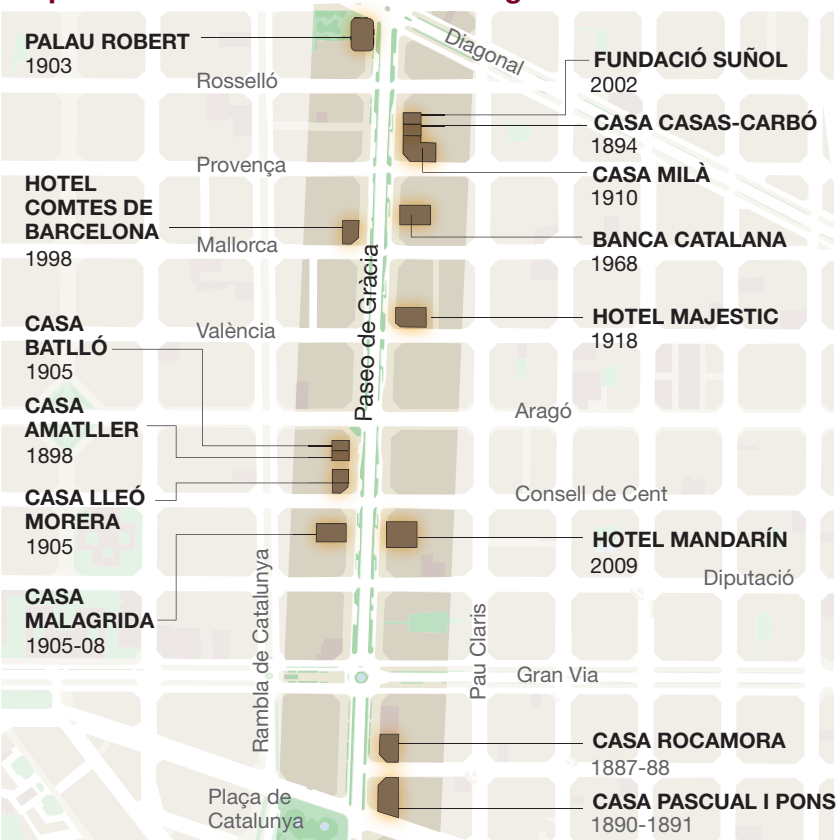 PALAU ROBERT
1903
Rosselló
Diagonal
FUNDACIÓ SUÑOL
2002
CASA CASAS-CARBÓ
1894
CASA MILÀ
1910
Provença
HOTEL
COMTES DE
BARCELONA
1998
Mallorca
BANCA CATALANA
1968
Paseo de Gràcia
HOTEL MAJESTIC
1918
València
CASA
BATLLÓ
1905
CASA
AMATLLER
1898
Aragó
CASA LLEÓ
MORERA
1905
Consell de Cent
HOTEL MANDARÍN
2009
Diputació
CASA
MALAGRIDA
1905-08
Rambla de Catalunya
Pau Claris
Gran Via
CASA ROCAMORA
1887-88
Plaça de
Catalunya
CASA PASCUAL I PONS
1890-1891